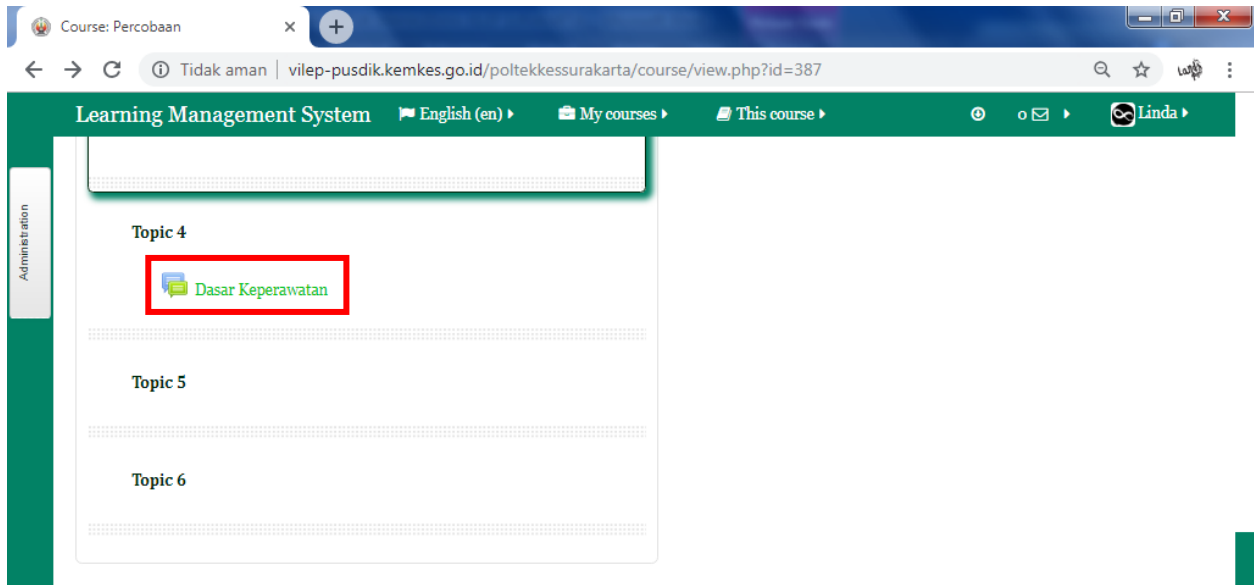 Course: Percobaan
Tidak aman | vilep-pusdik.kemkes.go.id/poltekkessurakarta/course/view.php?id=387
Learning Management System English (en) My courses This course 0 Linda
Administration
Topic 4
Dasar Keperawatan
Topic 5
Topic 6